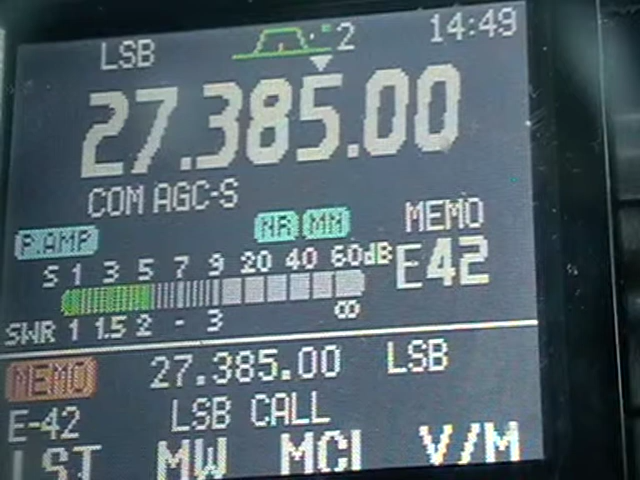 LSB 2 14:49
27.385.00
COM AGC-S
P.AMP NR MN MEMO
S 1 3 5 7 9 20 40 60dB E42
SWR 1 1.5 2 - 3 ∞
MEMO 27.385.00 LSB
E-42 LSB CALL
LST MW MCL V/M